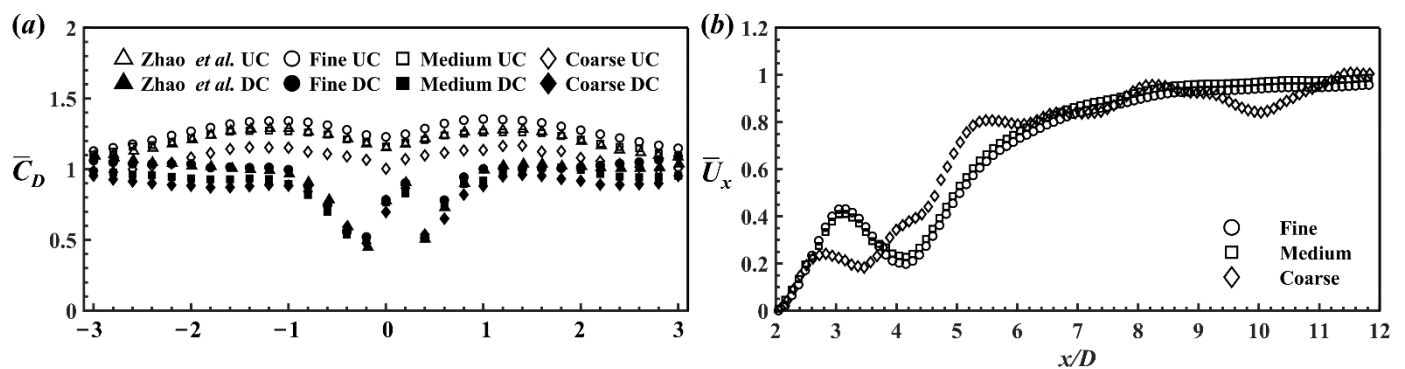 (a)
2
1.5
1
0.5
0
C̅_D
Zhao et al. UC Fine UC Medium UC Coarse UC
Zhao et al. DC Fine DC Medium DC Coarse DC
−3 −2 −1 0 1 2 3
(b)
1.2
1
0.8
0.6
0.4
0.2
0
U̅_x
Fine
Medium
Coarse
2 3 4 5 6 7 8 9 10 11 12
x/D